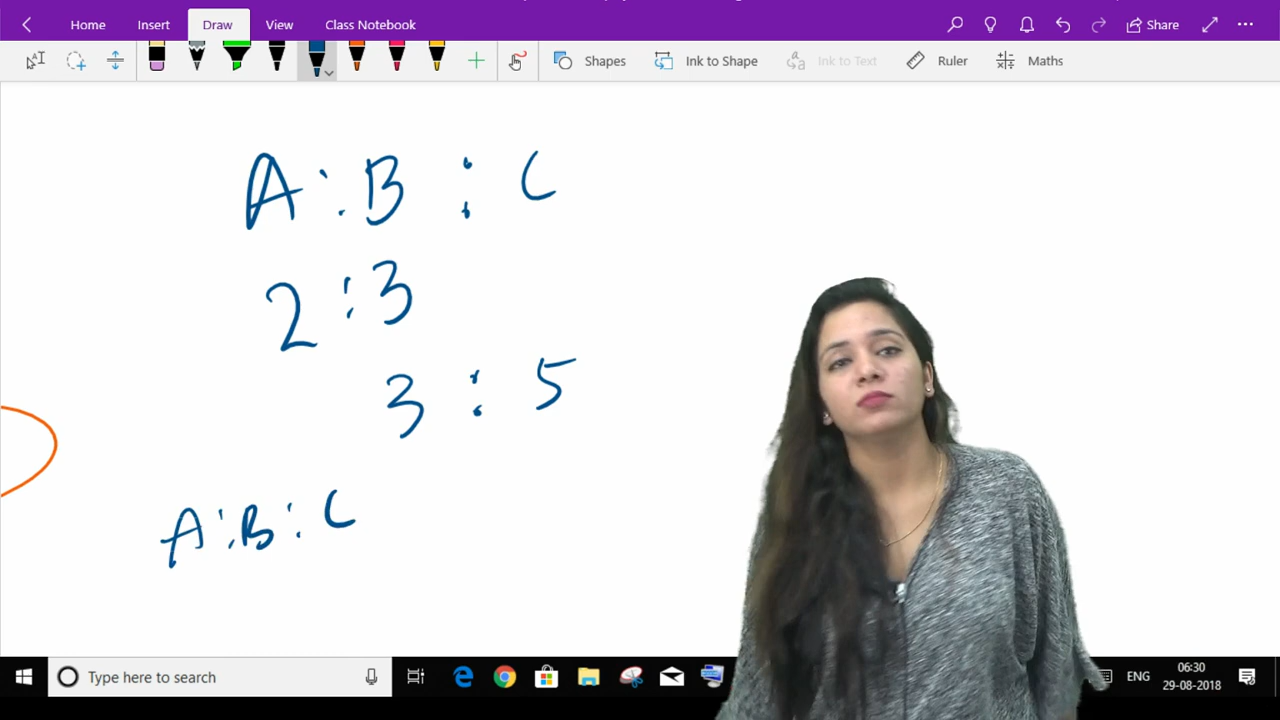 Home Insert Draw View Class Notebook Share
Shapes Ink to Shape Ink to Text Ruler Maths
A : B : C
2 : 3
3 : 5
A : B : C
Type here to search ENG 06:30
29-08-2018